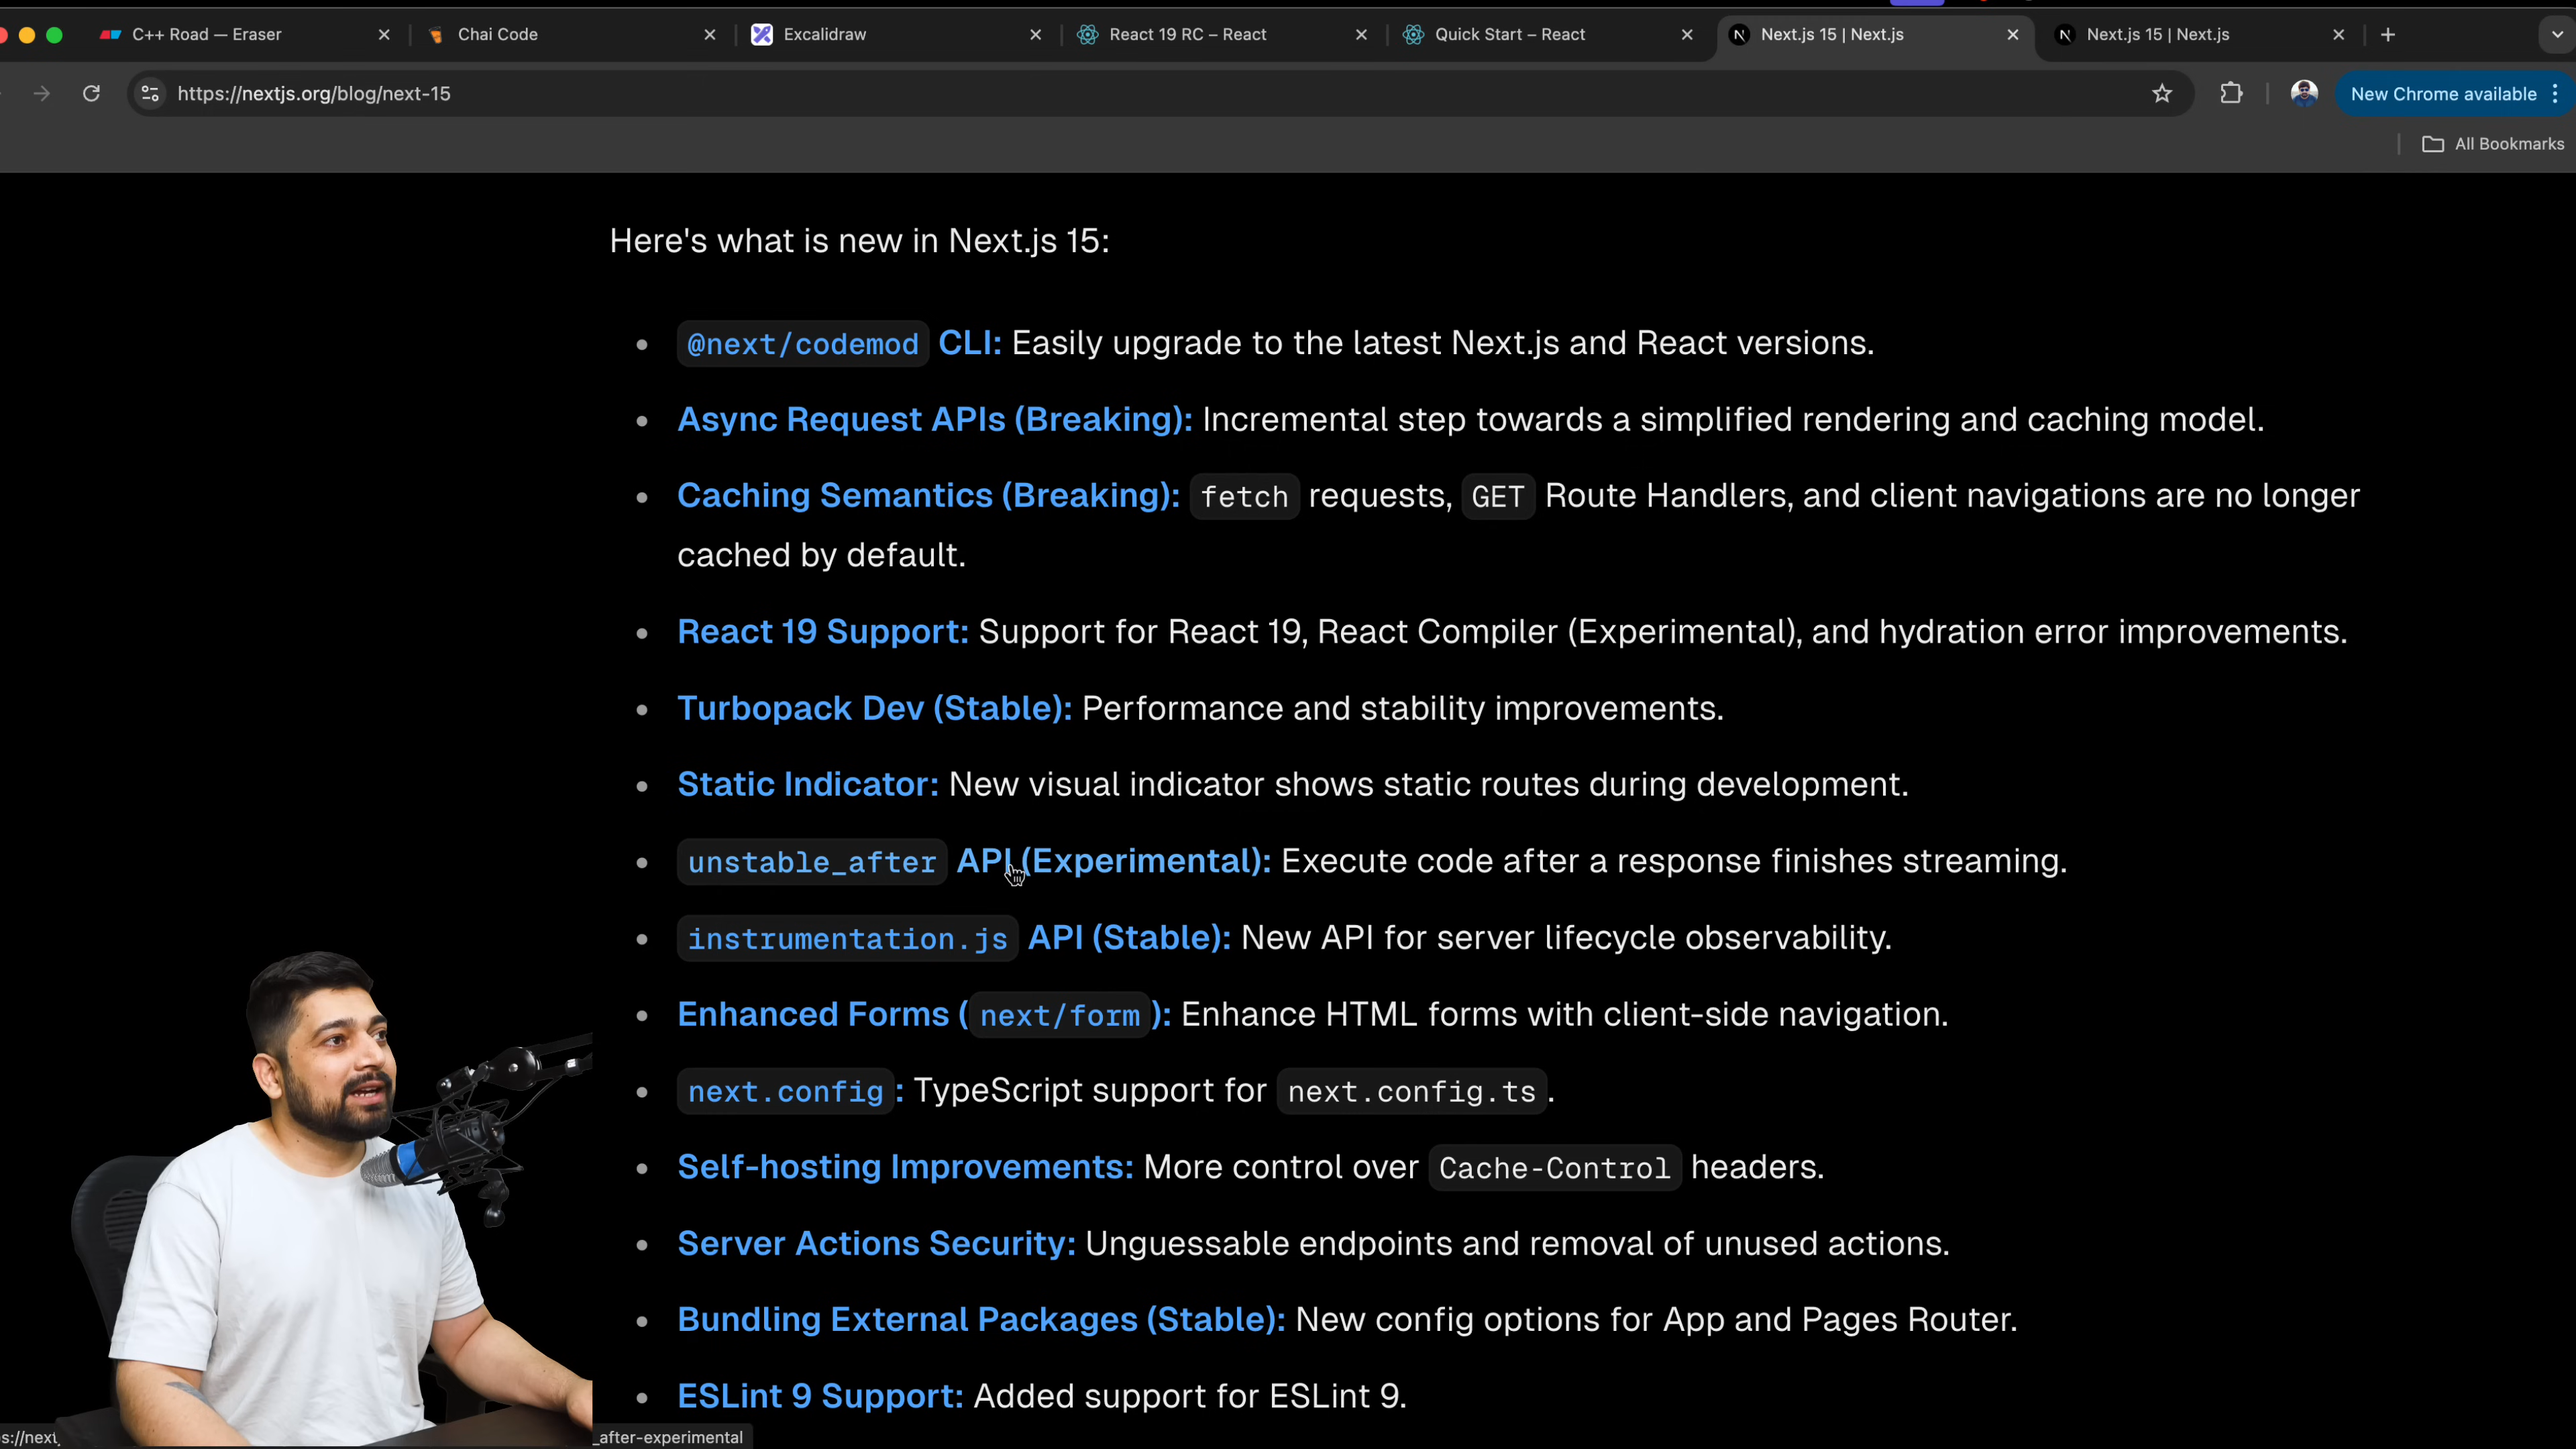 C++ Road — Eraser
Chai Code
Excalidraw
React 19 RC – React
Quick Start – React
Next.js 15 | Next.js
Next.js 15 | Next.js
https://nextjs.org/blog/next-15
New Chrome available
All Bookmarks
Here's what is new in Next.js 15:
@next/codemod CLI: Easily upgrade to the latest Next.js and React versions.
Async Request APIs (Breaking): Incremental step towards a simplified rendering and caching model.
Caching Semantics (Breaking): fetch requests, GET Route Handlers, and client navigations are no longer
cached by default.
React 19 Support: Support for React 19, React Compiler (Experimental), and hydration error improvements.
Turbopack Dev (Stable): Performance and stability improvements.
Static Indicator: New visual indicator shows static routes during development.
unstable_after API (Experimental): Execute code after a response finishes streaming.
instrumentation.js API (Stable): New API for server lifecycle observability.
Enhanced Forms (next/form): Enhance HTML forms with client-side navigation.
next.config: TypeScript support for next.config.ts.
Self-hosting Improvements: More control over Cache-Control headers.
Server Actions Security: Unguessable endpoints and removal of unused actions.
Bundling External Packages (Stable): New config options for App and Pages Router.
ESLint 9 Support: Added support for ESLint 9.
s://next
_after-experimental